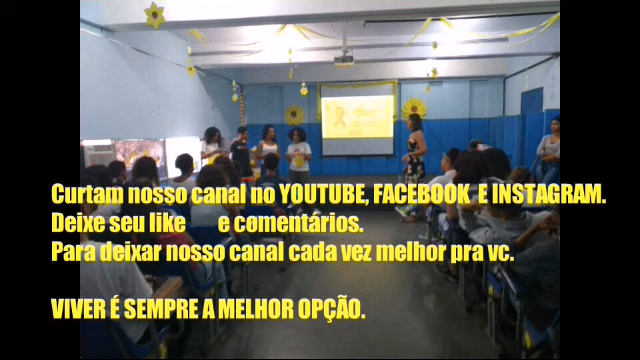 Curtam nosso canal no YOUTUBE, FACEBOOK E INSTAGRAM.
Deixe seu like e comentários.
Para deixar nosso canal cada vez melhor pra vc.
VIVER É SEMPRE A MELHOR OPÇÃO.